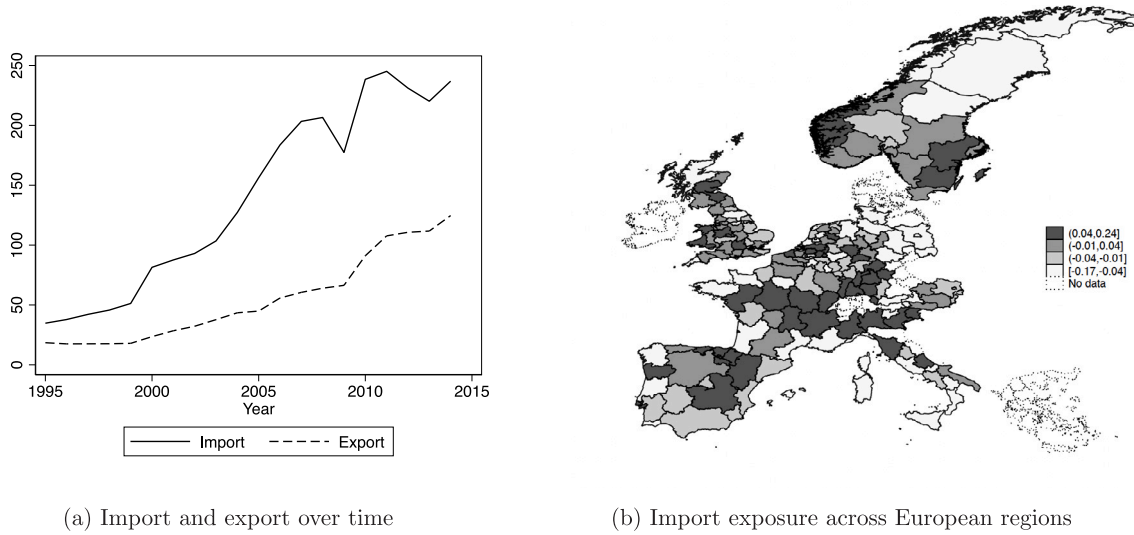 250
200
150
100
50
0
1995
2000
2005
2010
2015
Year
Import
Export
(a) Import and export over time
(0.04,0.24]
(-0.01,0.04]
(-0.04,-0.01]
[-0.17,-0.04]
No data
(b) Import exposure across European regions